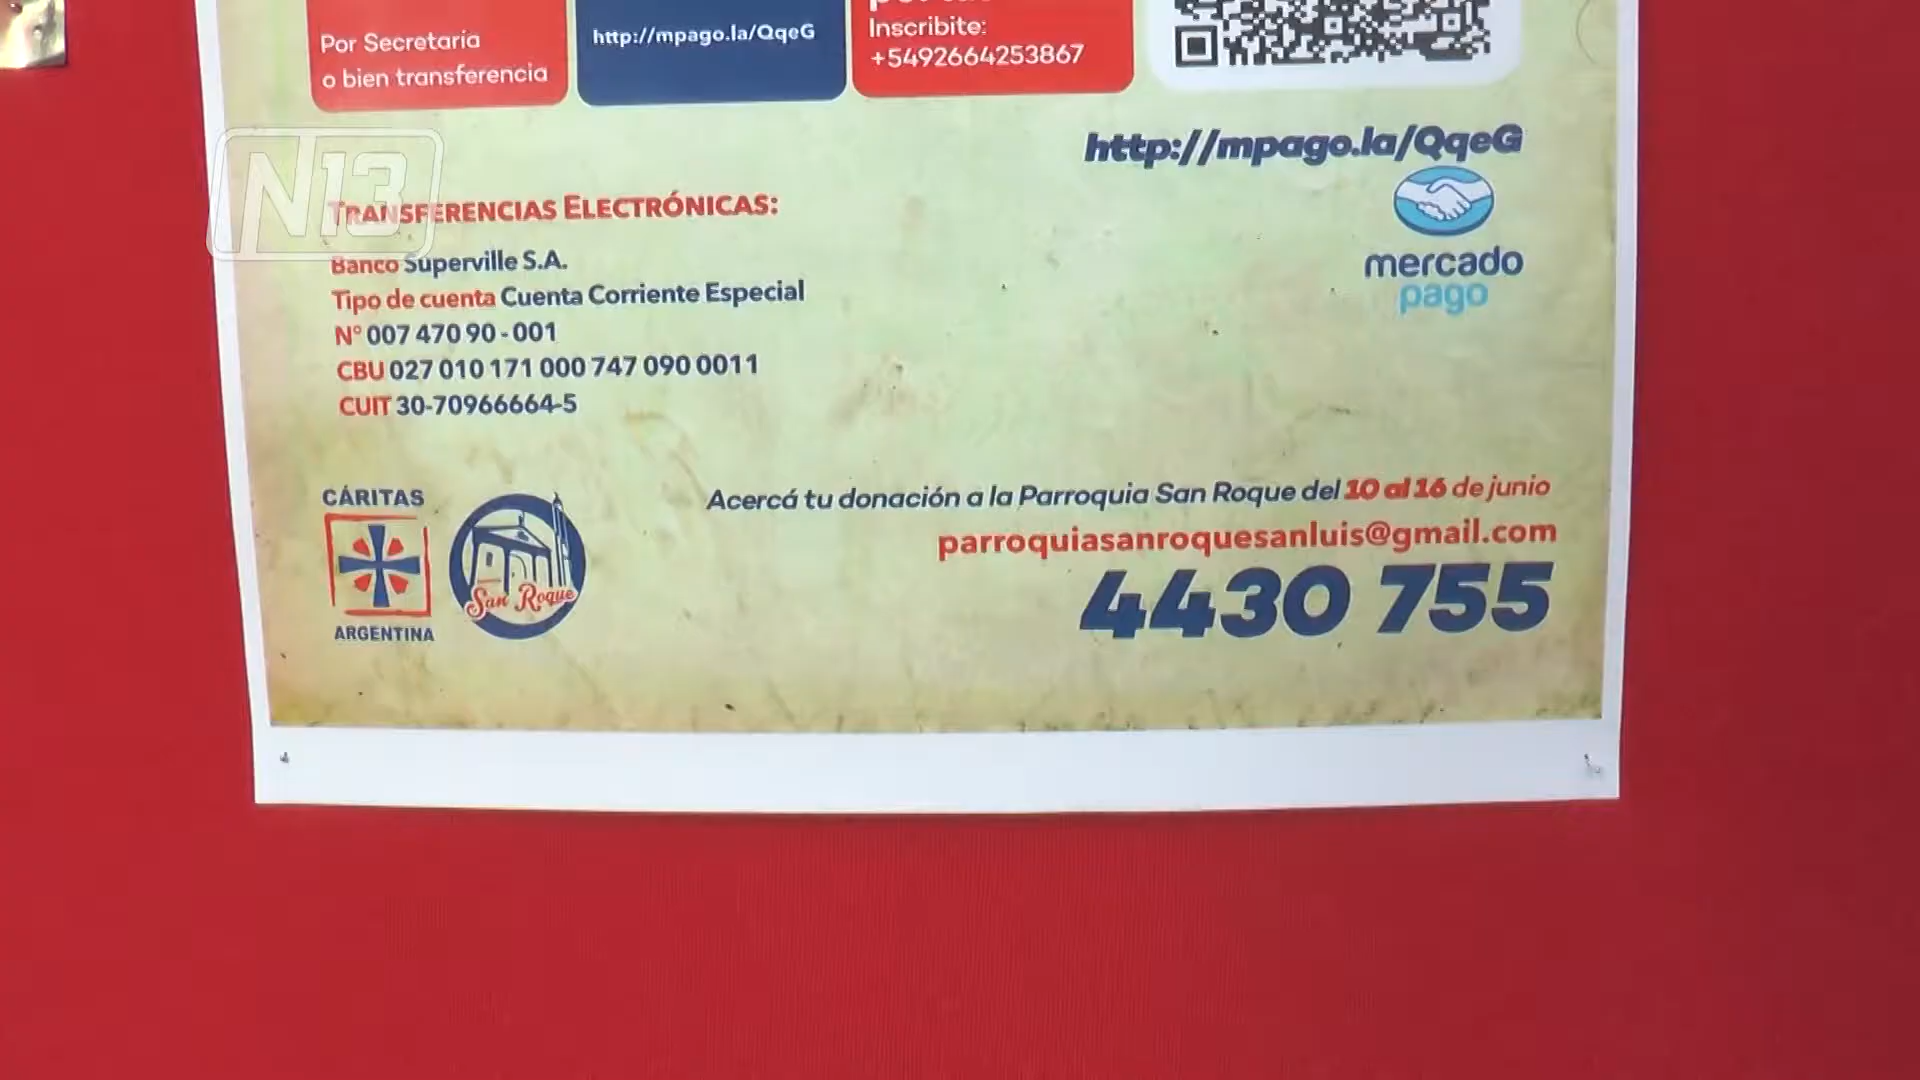 Por Secretaría
o bien transferencia
http://mpago.la/QqeG
Inscribite:
+5492664253867
http://mpago.la/QqeG
mercado
pago
N13
TRANSFERENCIAS ELECTRÓNICAS:
Banco Superville S.A.
Tipo de cuenta Cuenta Corriente Especial
N° 007 470 90 - 001
CBU 027 010 171 000 747 090 0011
CUIT 30-70966664-5
CÁRITAS
ARGENTINA
San Roque
Acercá tu donación a la Parroquia San Roque del 10 al 16 de junio
parroquiasanroquesanluis@gmail.com
4430 755